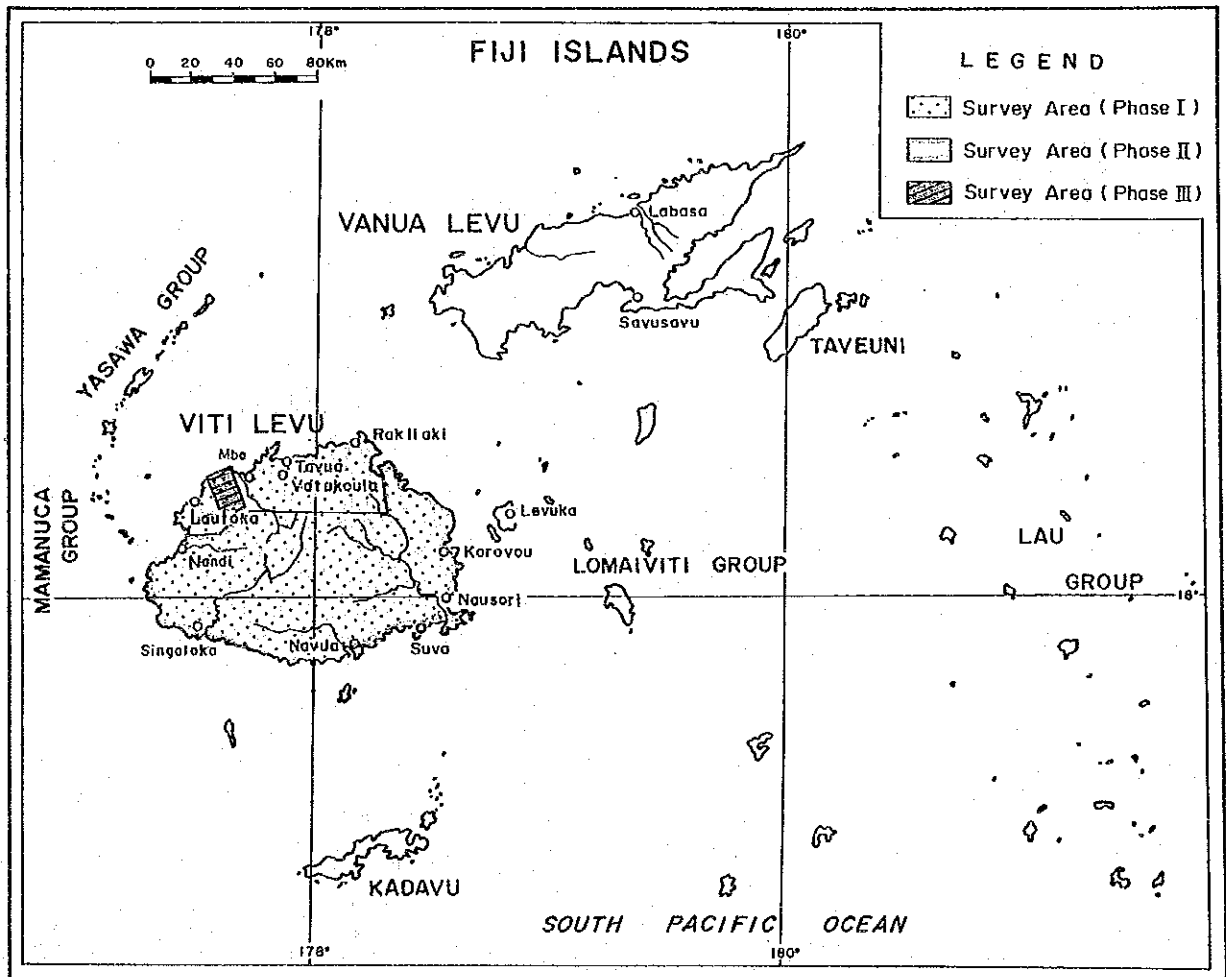 178°
180°
FIJI ISLANDS
0 20 40 60 80Km
LEGEND
Survey Area (Phase I)
Survey Area (Phase II)
Survey Area (Phase III)
VANUA LEVU
Labasa
Savusavu
TAVEUNI
YASAWA GROUP
VITI LEVU
Rakiraki
Mba
Tavua
Vatukoula
Lautoka
Levuka
MAMANUCA
GROUP
Nandi
Korovou
LOMAIVITI GROUP
LAU
GROUP
Nausori
18°
Singatoka
Navua
Suva
KADAVU
SOUTH PACIFIC OCEAN
178°
180°